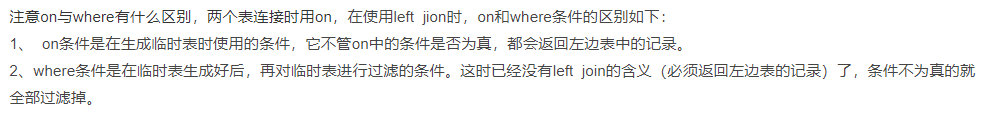 注意on与where有什么区别，两个表连接时用on，在使用left  jion时，on和where条件的区别如下：
1、  on条件是在生成临时表时使用的条件，它不管on中的条件是否为真，都会返回左边表中的记录。
2、where条件是在临时表生成好后，再对临时表进行过滤的条件。这时已经没有left  join的含义（必须返回左边表的记录）了，条件不为真的就
全部过滤掉。